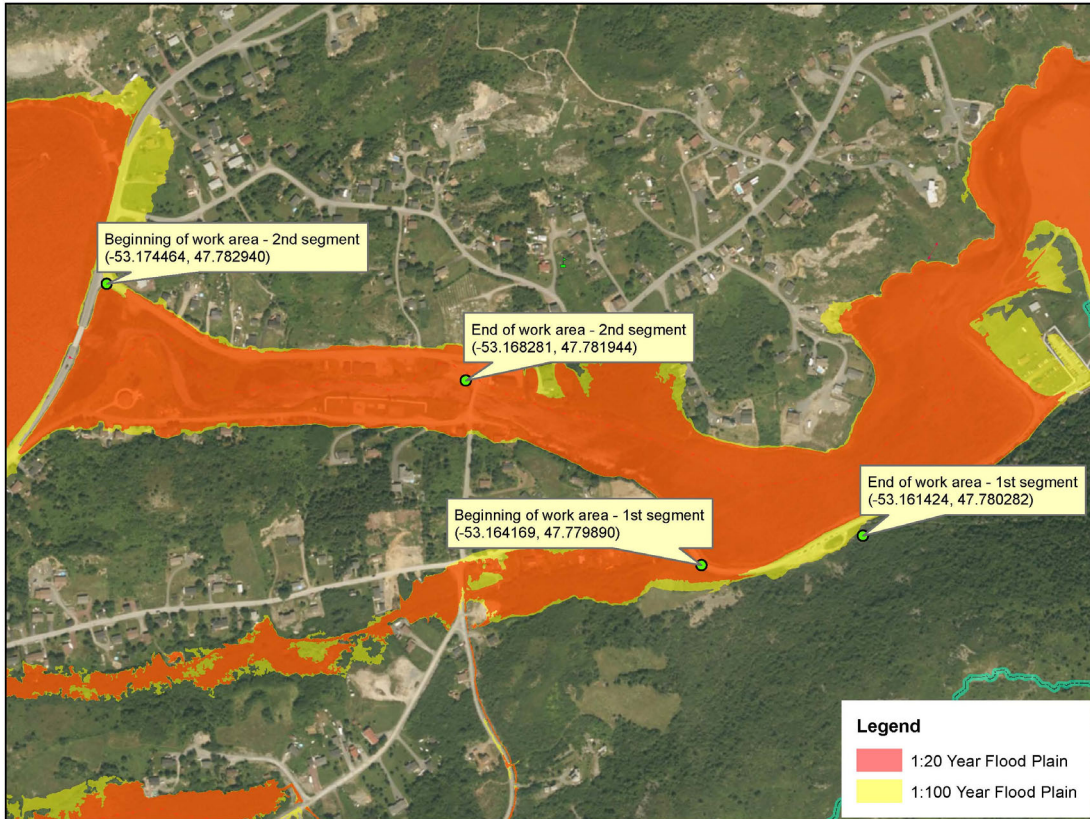 Beginning of work area - 2nd segment
(-53.174464, 47.782940)
End of work area - 2nd segment
(-53.168281, 47.781944)
End of work area - 1st segment
(-53.161424, 47.780282)
Beginning of work area - 1st segment
(-53.164169, 47.779890)
Legend
1:20 Year Flood Plain
1:100 Year Flood Plain